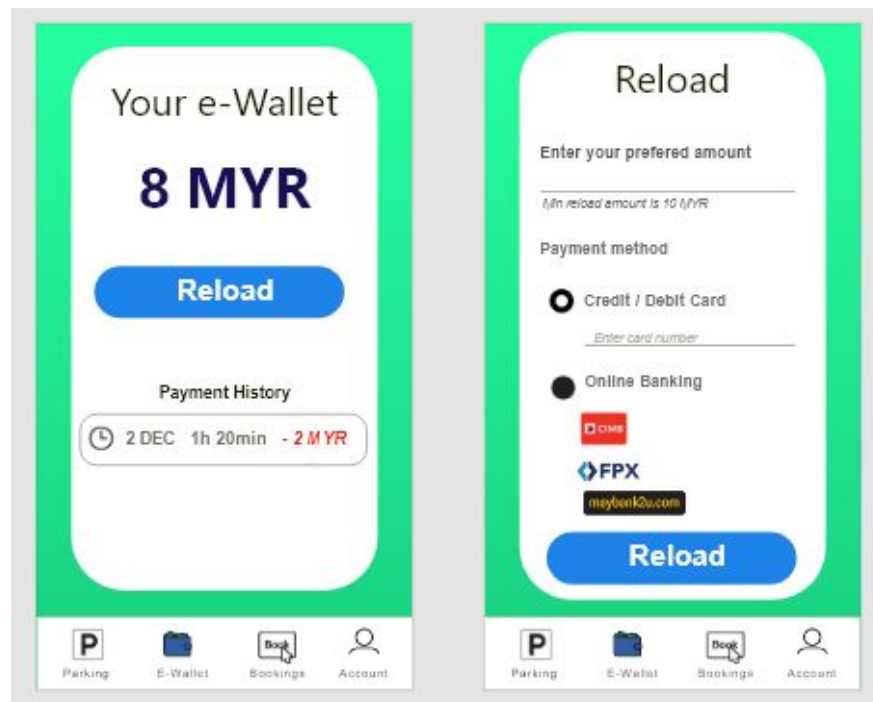 Your e-Wallet
8 MYR
Reload
Payment History
2 DEC 1h 20min - 2 MYR
P
Book
Parking E-Wallet Bookings Account
Reload
Enter your prefered amount
Min reload amount is 10 MYR
Payment method
Credit / Debit Card
Enter card number
Online Banking
CIMB
FPX
maybank2u.com
Reload
P
Book
Parking E-Wallet Bookings Account